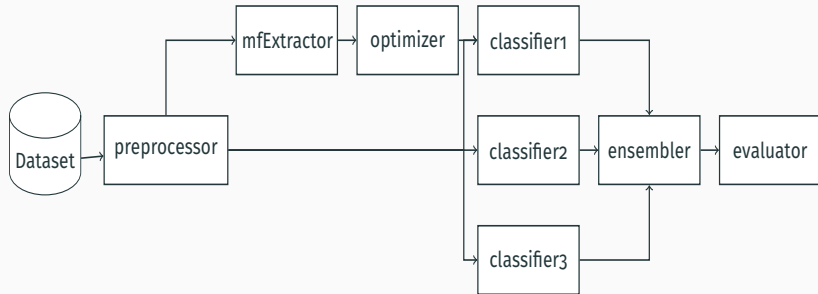 mfExtractor
optimizer
classifier1
Dataset
preprocessor
classifier2
ensembler
evaluator
classifier3